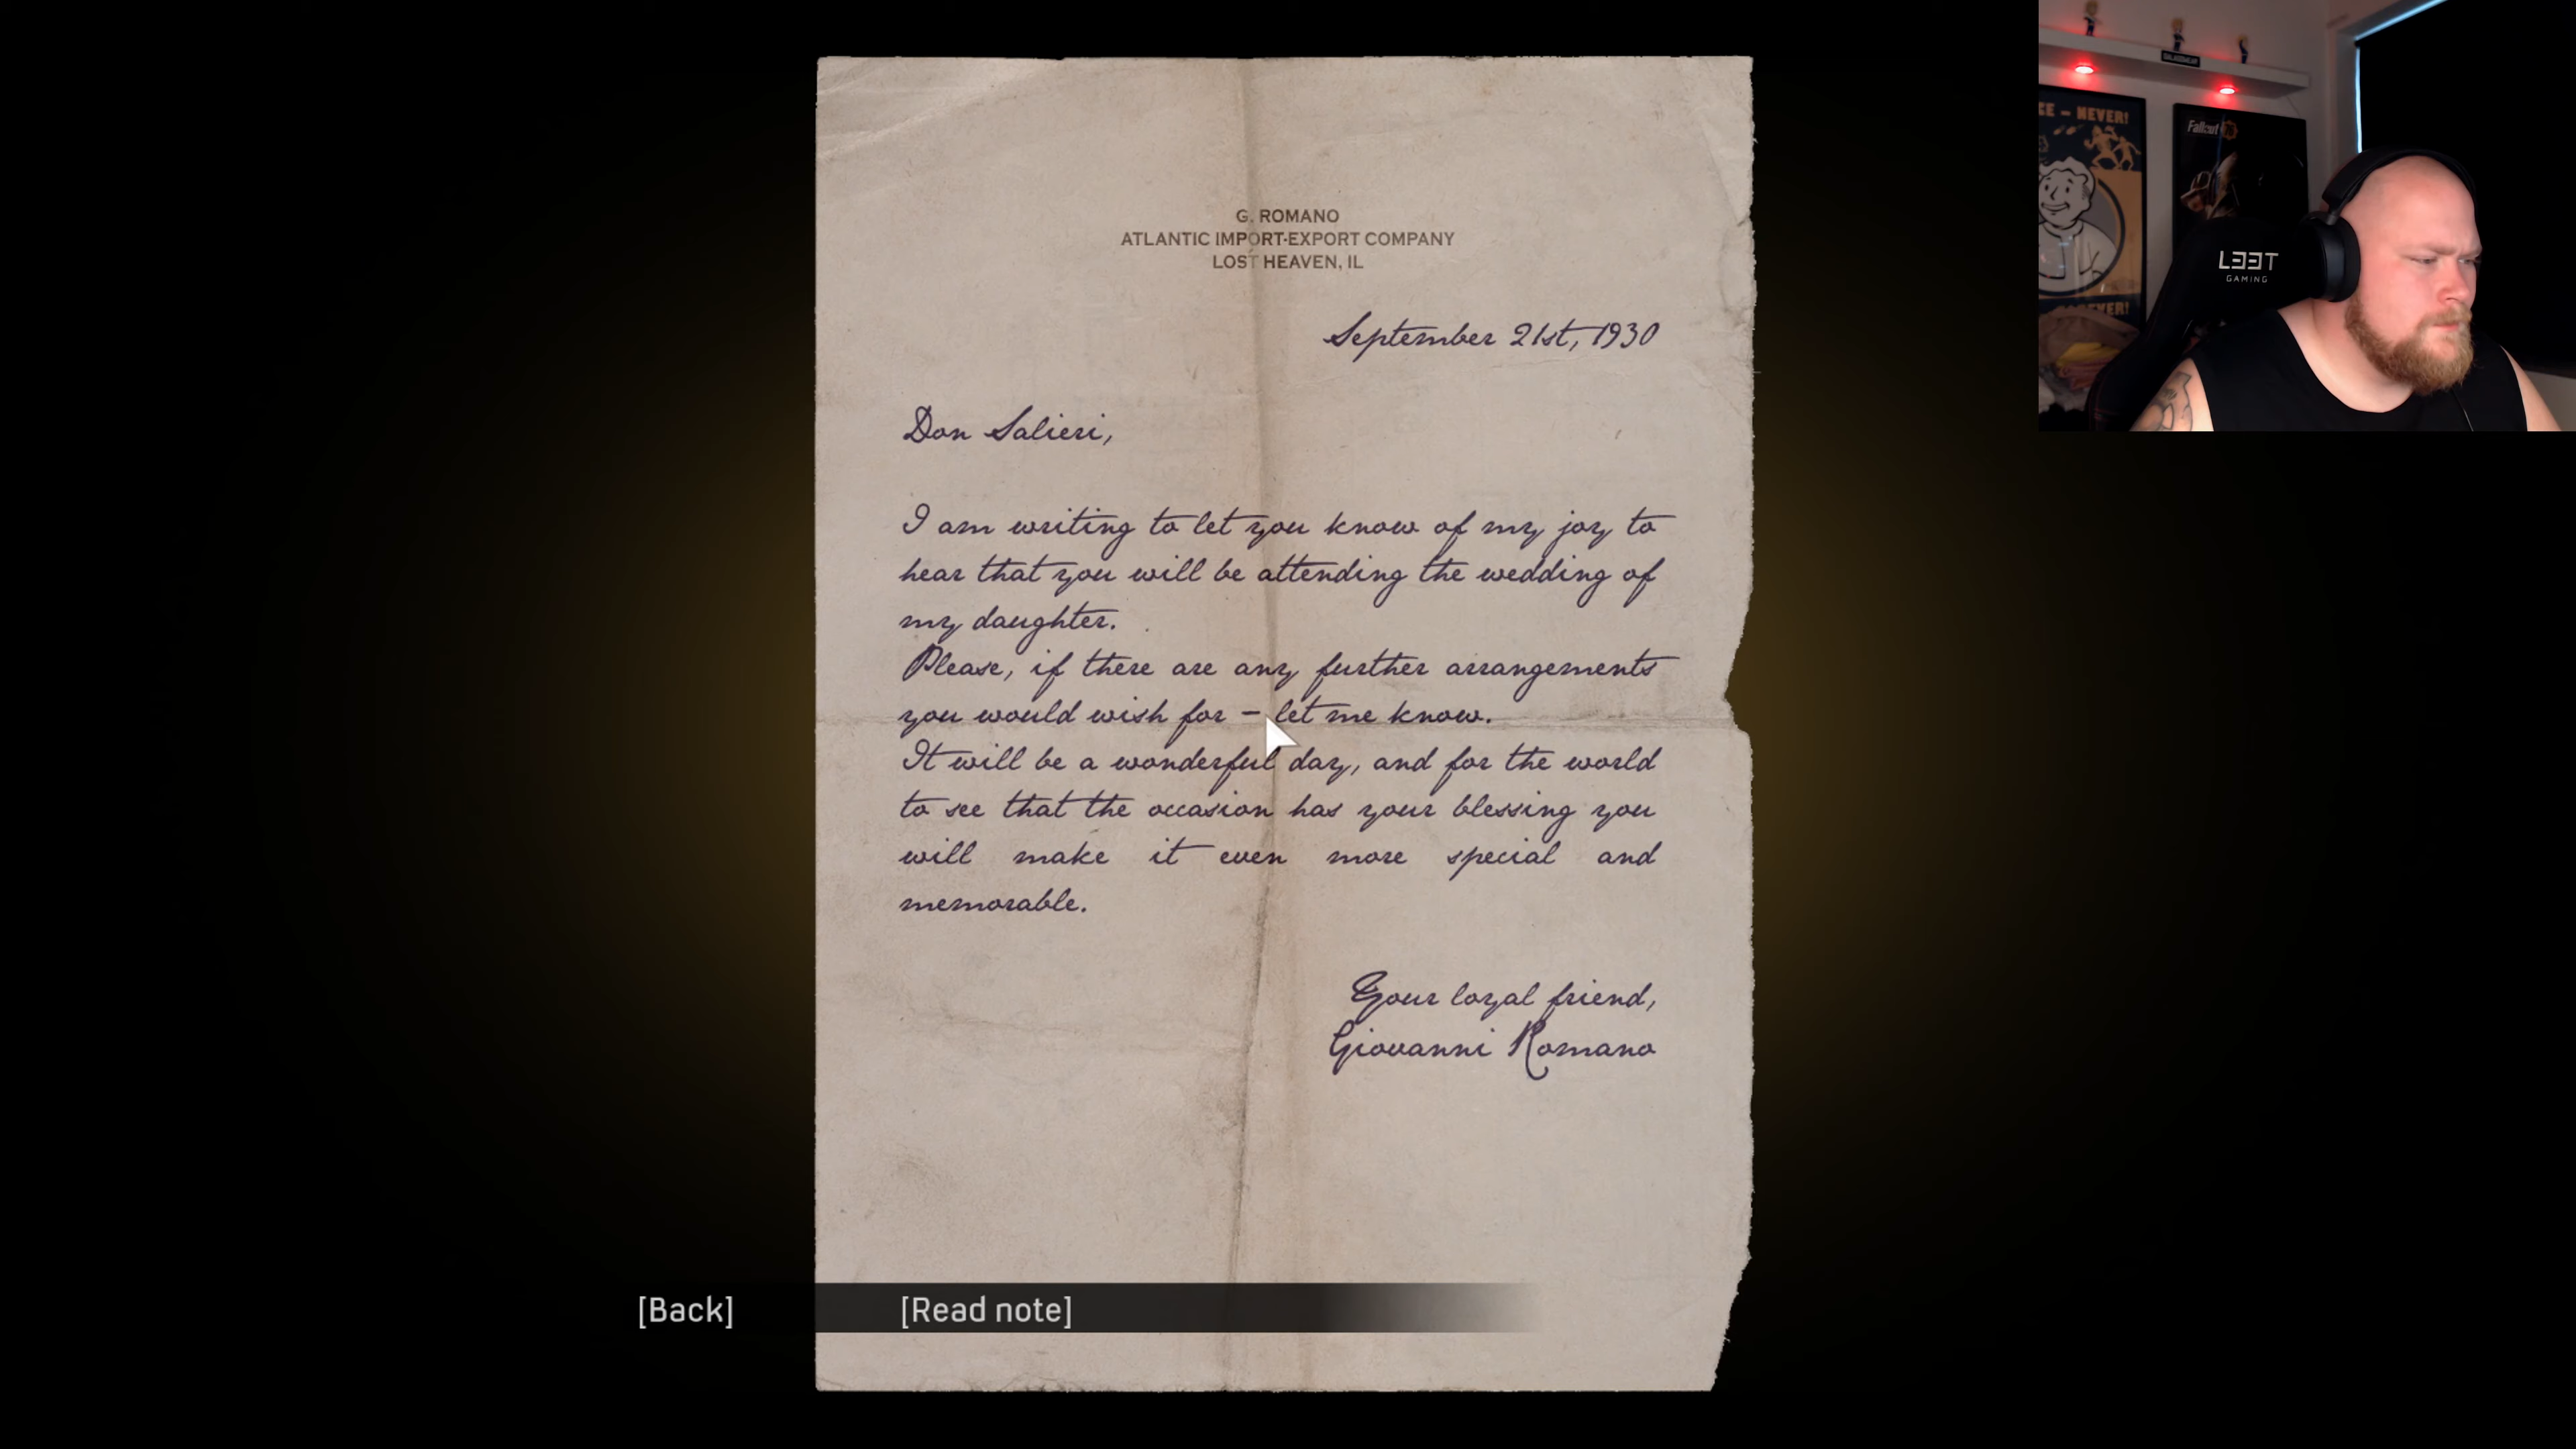 G. ROMANO
ATLANTIC IMPORT-EXPORT COMPANY
LOST HEAVEN, IL
September 21st, 1930
Don Salieri,
I am writing to let you know of my joy to
hear that you will be attending the wedding of
my daughter.
Please, if there are any further arrangements
you would wish for – let me know.
It will be a wonderful day, and for the world
to see that the occasion has your blessing you
will make it even more special and
memorable.
Your loyal friend,
Giovanni Romano
[Back]
[Read note]
NEVER!
Fallout
L33T
GAMING